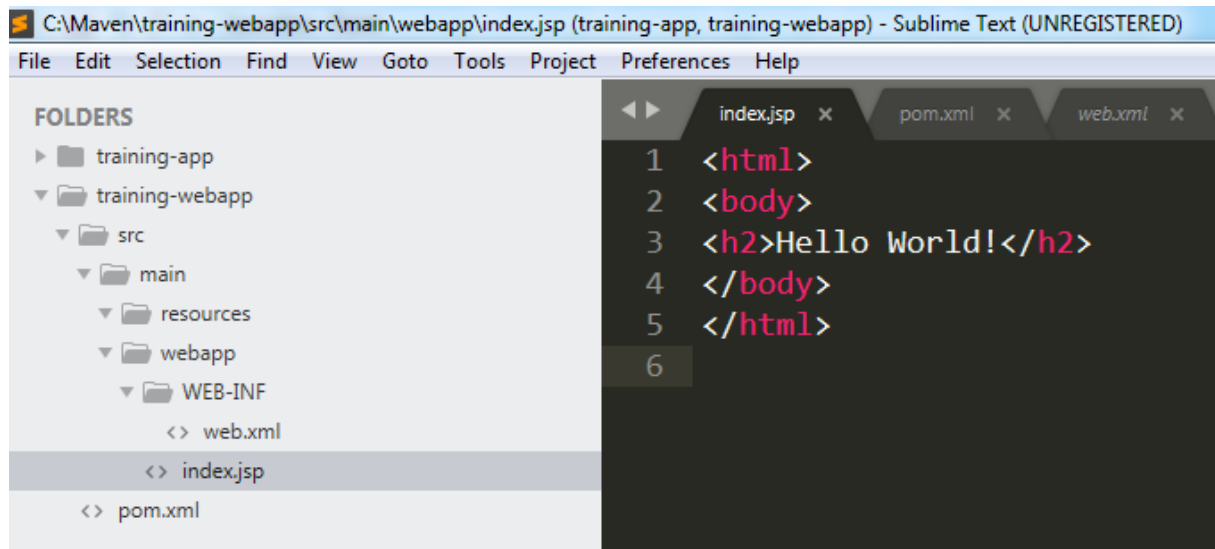 C:\Maven\training-webapp\src\main\webapp\index.jsp (training-app, training-webapp) - Sublime Text (UNREGISTERED)
File Edit Selection Find View Goto Tools Project Preferences Help
FOLDERS
training-app
training-webapp
src
main
resources
webapp
WEB-INF
<> web.xml
<> index.jsp
<> pom.xml
index.jsp × pom.xml × web.xml ×
1 <html>
2 <body>
3 <h2>Hello World!</h2>
4 </body>
5 </html>
6